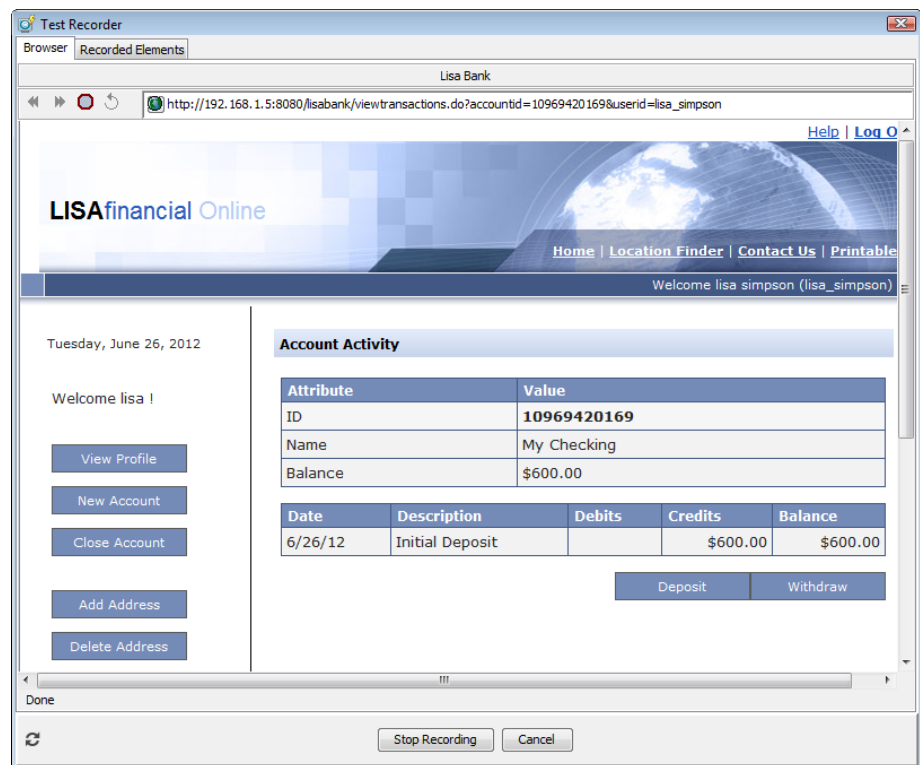 Test Recorder
Browser Recorded Elements
Lisa Bank
http://192.168.1.5:8080/lisabank/viewtransactions.do?accountid=10969420169&userid=lisa_simpson
Help | Log O
LISAfinancial Online
Home | Location Finder | Contact Us | Printable
Welcome lisa simpson (lisa_simpson)
Tuesday, June 26, 2012
Welcome lisa !
View Profile
New Account
Close Account
Add Address
Delete Address
Account Activity
Attribute Value
ID 10969420169
Name My Checking
Balance $600.00
Date Description Debits Credits Balance
6/26/12 Initial Deposit $600.00 $600.00
Deposit Withdraw
Done
Stop Recording Cancel